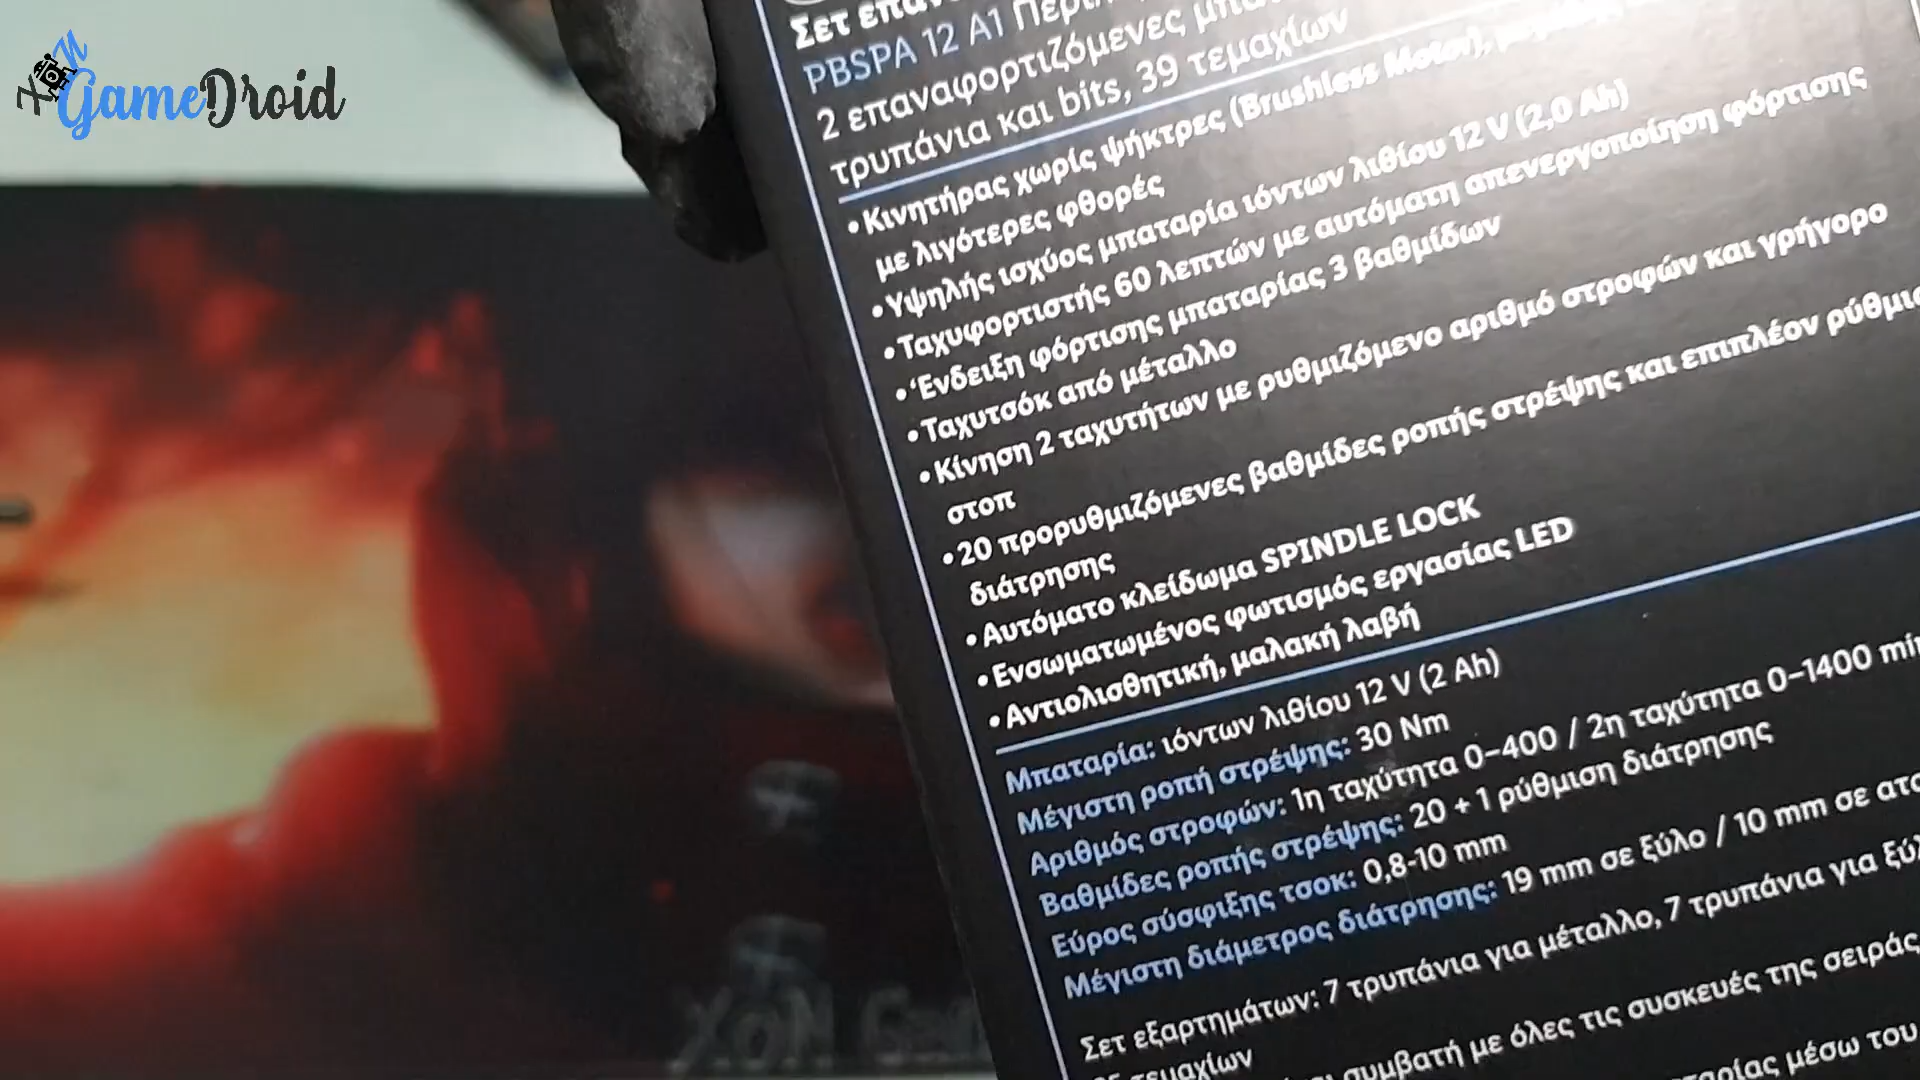 XoN
GameDroid
Σετ
PBSPA 12 A1
2 επαναφορτιζόμενες
τρυπάνια και bits, 39 τεμαχίων
• Κινητήρας χωρίς ψήκτρες (Brushless Motor),
με λιγότερες φθορές
• Υψηλής ισχύος μπαταρία ιόντων λιθίου 12 V (2,0 Ah)
• Ταχυφορτιστής 60 λεπτών με αυτόματη απενεργοποίηση φόρτισης
• ‘Ενδειξη φόρτισης μπαταρίας 3 βαθμίδων
• Ταχυτσόκ από μέταλλο
• Κίνηση 2 ταχυτήτων με ρυθμιζόμενο αριθμό στροφών και γρήγορο
στοπ
• 20 προρυθμιζόμενες βαθμίδες ροπής στρέψης και επιπλέον
διάτρησης
• Αυτόματο κλείδωμα SPINDLE LOCK
• Ενσωματωμένος φωτισμός εργασίας LED
• Αντιολισθητική, μαλακή λαβή
Μπαταρία: ιόντων λιθίου 12 V (2 Ah)
Μέγιστη ροπή στρέψης: 30 Nm
Αριθμός στροφών: 1η ταχύτητα 0–400 / 2η ταχύτητα 0–1400
Βαθμίδες ροπής στρέψης: 20 + 1 ρύθμιση διάτρησης
Εύρος σύσφιξης τσοκ: 0,8-10 mm
Μέγιστη διάμετρος διάτρησης: 19 mm σε ξύλο / 10 mm σε
Σετ εξαρτημάτων: 7 τρυπάνια για μέταλλο, 7 τρυπάνια για
τεμαχίων
συμβατή με όλες τις συσκευές της σειράς
μέσω του
XoN